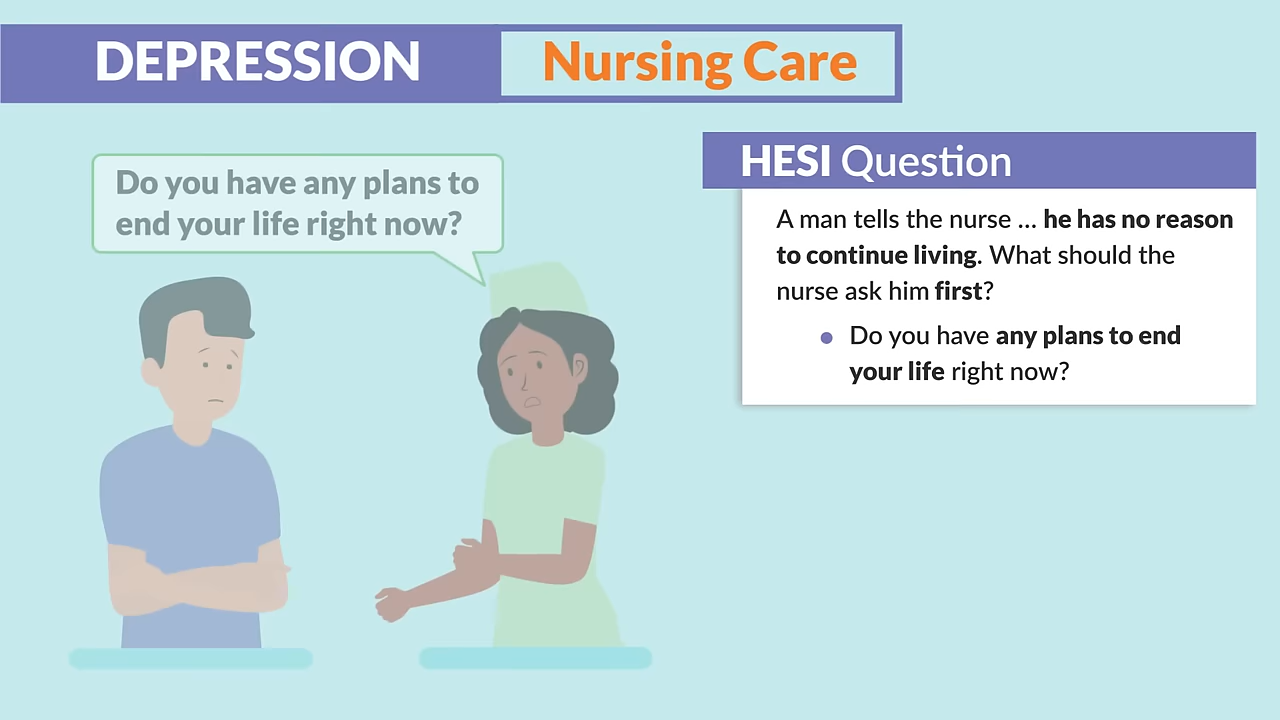 DEPRESSION Nursing Care
Do you have any plans to
end your life right now?
HESI Question
A man tells the nurse ... he has no reason
to continue living. What should the
nurse ask him first?
• Do you have any plans to end
your life right now?